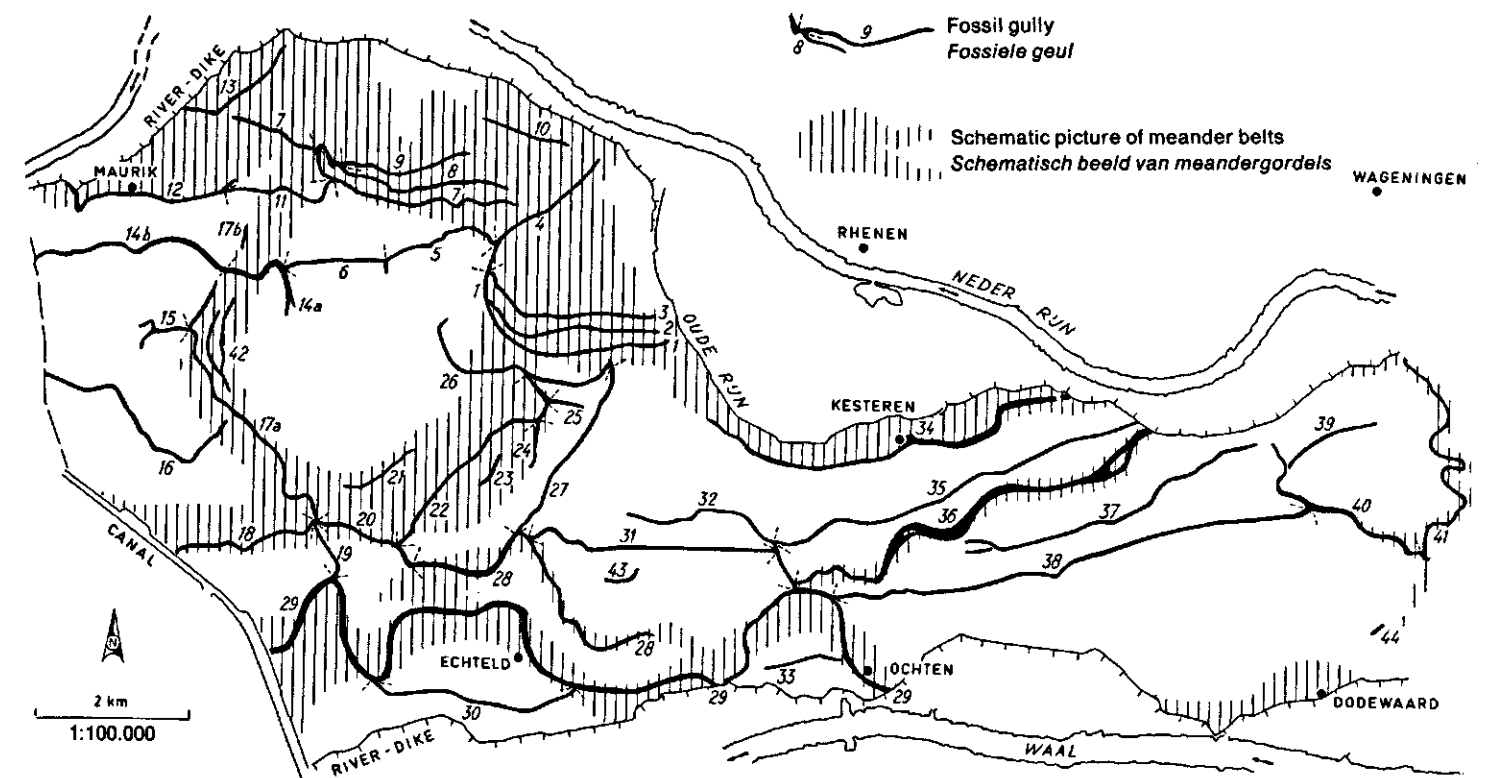 9
8
Fossil gully
Fossiele geul
Schematic picture of meander belts
Schematisch beeld van meandergordels
RIVER-DIKE
13
7
10
9
8
7
MAURIK
12
11
4
WAGENINGEN
RHENEN
14b
17b
5
6
14a
1
3
2
1
NEDER RIJN
OUDE RIJN
15
42
26
25
KESTEREN
34
39
17a
16
24
23
21
22
27
32
35
36
37
40
41
18
20
19
31
28
43
38
CANAL
29
N
ECHTELD
28
33
OCHTEN
29
29
44
30
DODEWAARD
2 km
1:100.000
RIVER-DIKE
WAAL